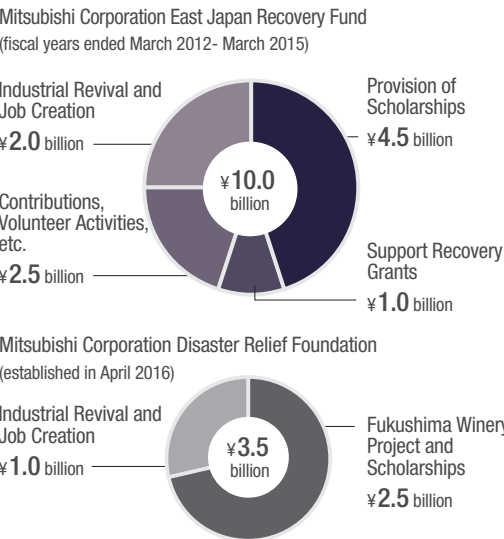 Mitsubishi Corporation East Japan Recovery Fund
(fiscal years ended March 2012- March 2015)
Industrial Revival and
Job Creation
¥2.0 billion
Provision of
Scholarships
¥4.5 billion
¥10.0
billion
Contributions,
Volunteer Activities,
etc.
¥2.5 billion
Support Recovery
Grants
¥1.0 billion
Mitsubishi Corporation Disaster Relief Foundation
(established in April 2016)
Industrial Revival and
Job Creation
¥1.0 billion
¥3.5
billion
Fukushima Winery
Project and
Scholarships
¥2.5 billion